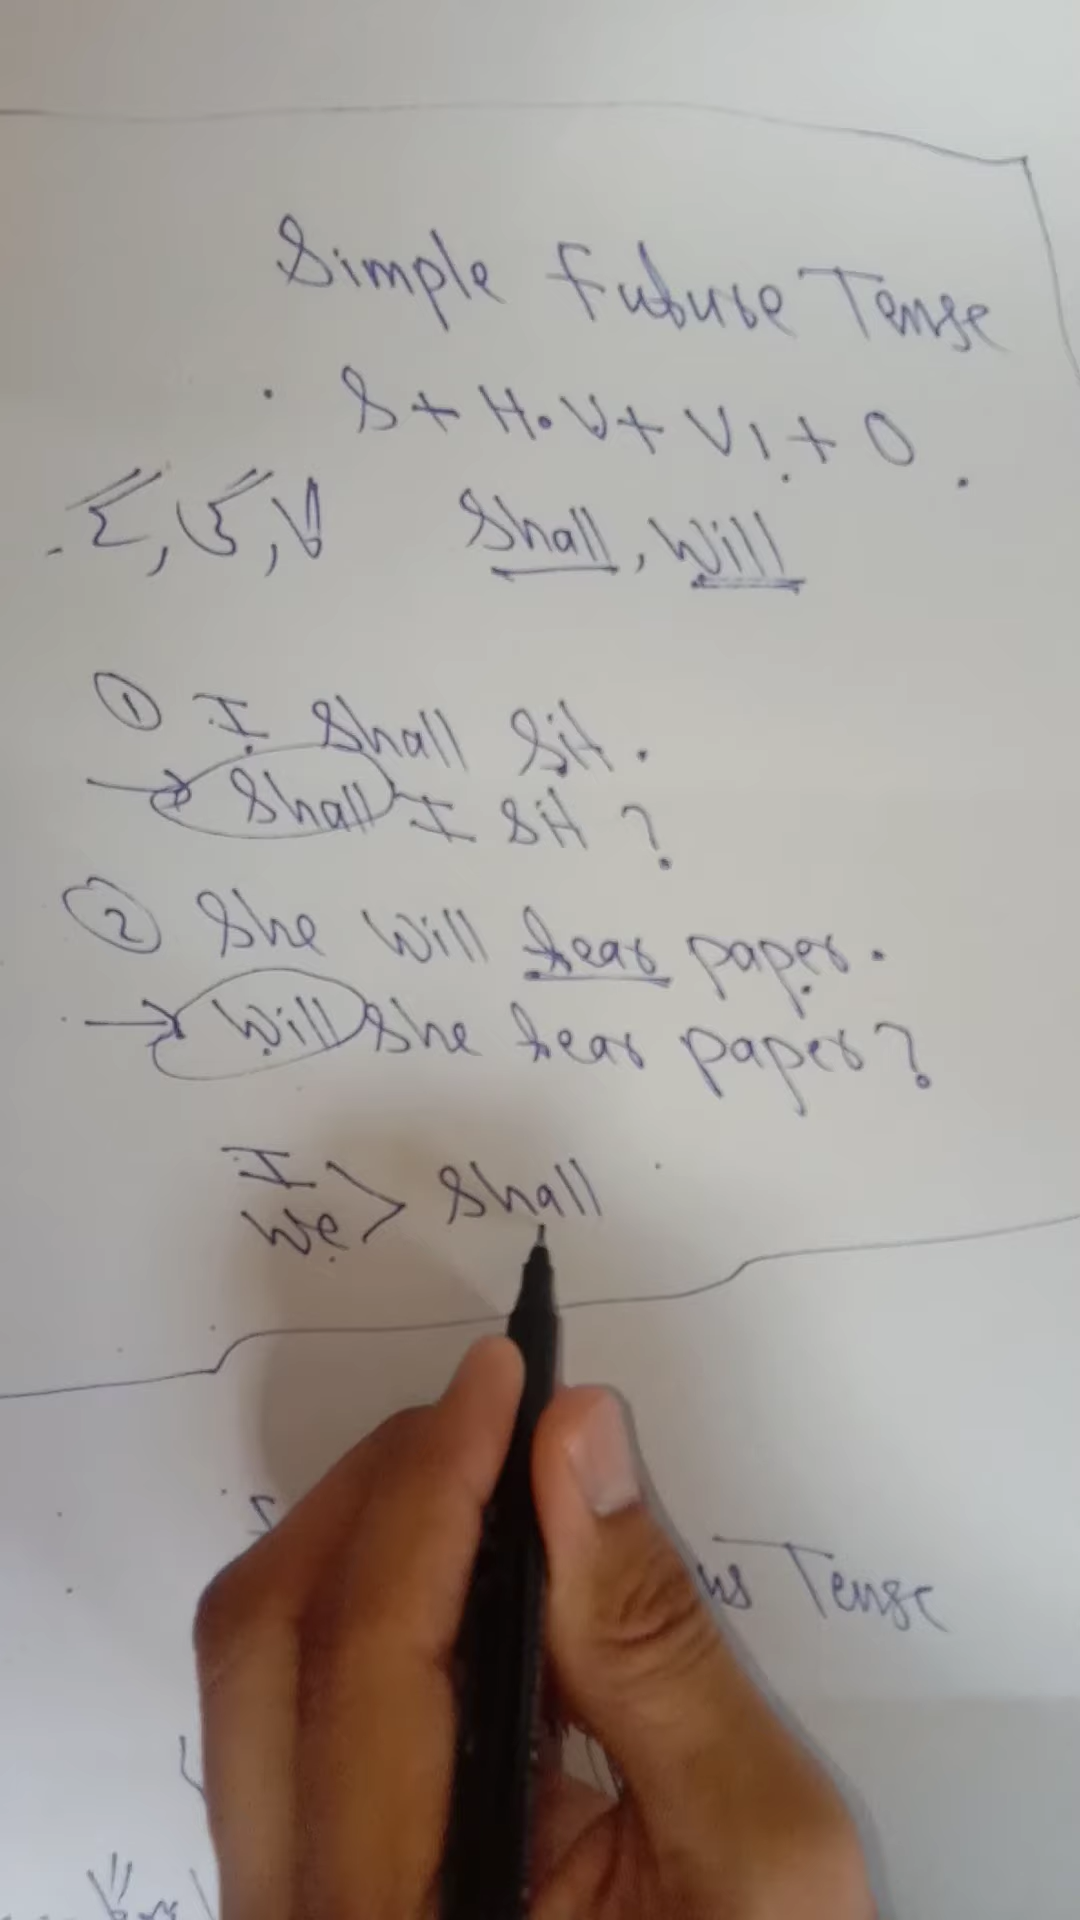 Simple Future Tense
S + H.V + V1 + O.
Shall, Will
① I Shall Sit.
→ Shall I Sit ?
② She Will tear paper.
→ Will She tear paper?
I
We > Shall
Tense